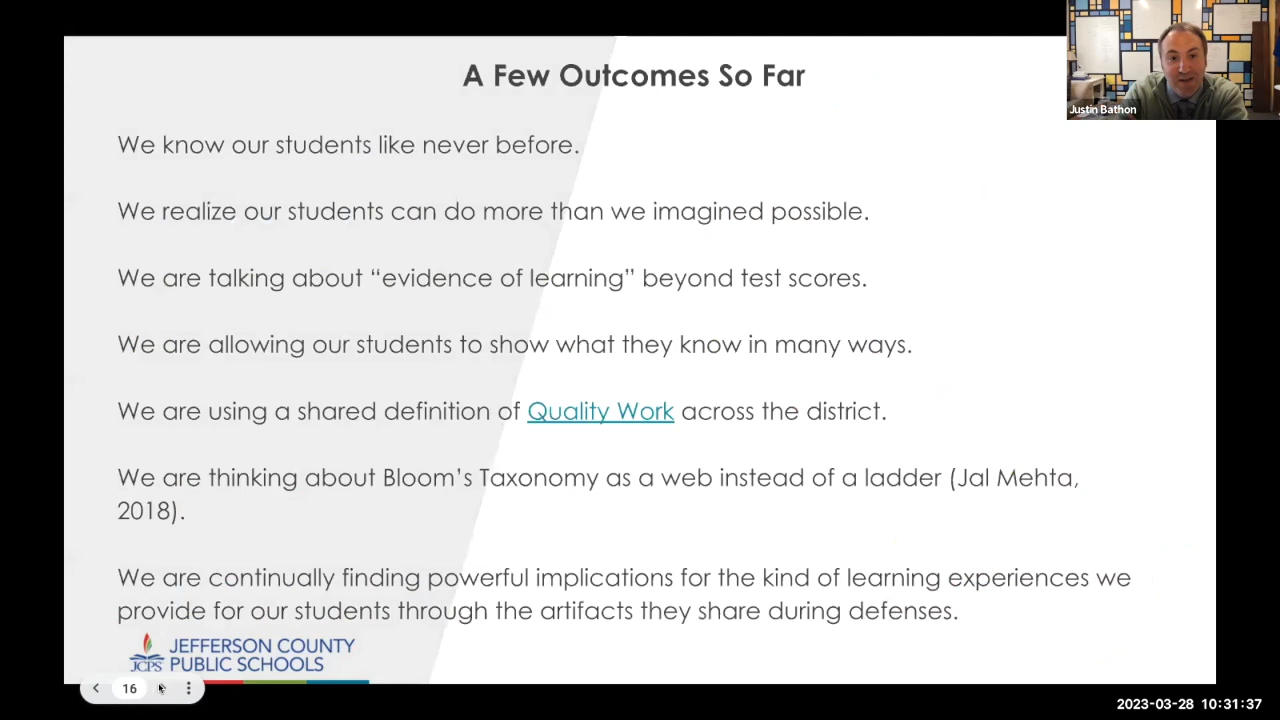 A Few Outcomes So Far
Justin Bathon
We know our students like never before.
We realize our students can do more than we imagined possible.
We are talking about “evidence of learning” beyond test scores.
We are allowing our students to show what they know in many ways.
We are using a shared definition of Quality Work across the district.
We are thinking about Bloom’s Taxonomy as a web instead of a ladder (Jal Mehta,
2018).
We are continually finding powerful implications for the kind of learning experiences we
provide for our students through the artifacts they share during defenses.
JCPS
JEFFERSON COUNTY
PUBLIC SCHOOLS
16
2023-03-28 10:31:37